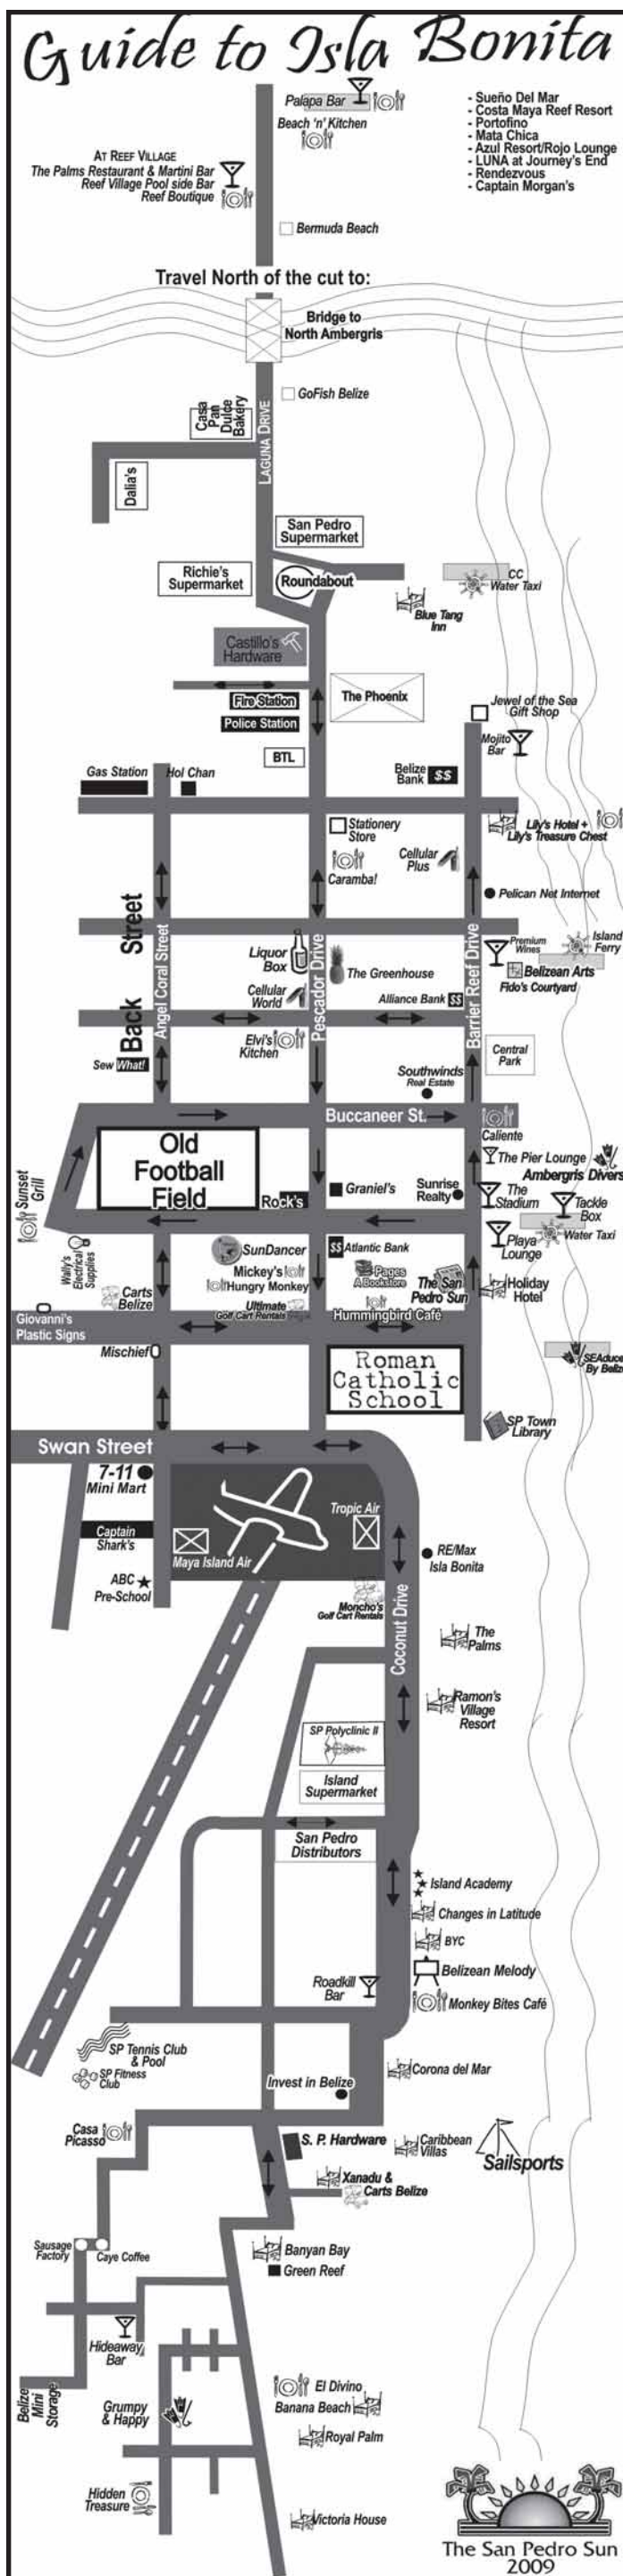 Guide to Isla Bonita
Palapa Bar
Beach 'n' Kitchen
- Sueño Del Mar
- Costa Maya Reef Resort
- Portofino
- Mata Chica
- Azul Resort/Rojo Lounge
- LUNA at Journey's End
- Rendezvous
- Captain Morgan's
AT REEF VILLAGE
The Palms Restaurant & Martini Bar
Reef Village Pool side Bar
Reef Boutique
Bermuda Beach
Travel North of the cut to:
Bridge to
North Ambergris
GoFish Belize
Casa
Pan
Dulce
Bakery
LAGUNA DRIVE
Dalia's
San Pedro
Supermarket
Richie's
Supermarket
Roundabout
CC
Water Taxi
Blue Tang
Inn
Castillo's
Hardware
Fire Station
Police Station
The Phoenix
Jewel of the Sea
Gift Shop
Mojito
Bar
BTL
Belize
Bank
$$
Gas Station
Hol Chan
Stationery
Store
Caramba!
Cellular
Plus
Lily's Hotel +
Lily's Treasure Chest
Pelican Net Internet
Back Street
Angel Coral Street
Pescador Drive
Barrier Reef Drive
Liquor
Box
The Greenhouse
Premium
Wines
Island
Ferry
Belizean Arts
Fido's Courtyard
Cellular
World
Alliance Bank
$$
Elvi's
Kitchen
Central
Park
Sew What!
Southwinds
Real Estate
Buccaneer St.
Caliente
Old
Football
Field
The Pier Lounge
Ambergris Divers
Sunset
Grill
Rock's
Graniel's
Sunrise
Realty
The
Stadium
Tackle
Box
Wally's
Electrical
Supplies
SunDancer
$$
Atlantic Bank
Playa
Lounge
Water Taxi
Mickey's
Hungry Monkey
Pages
A Bookstore
The San
Pedro Sun
Holiday
Hotel
Carts
Belize
Ultimate
Golf Cart Rentals
Hummingbird Café
Giovanni's
Plastic Signs
Mischief
Roman
Catholic
School
SEAduced
By Belize
SP Town
Library
Swan Street
7-11
Mini Mart
Tropic Air
Captain
Shark's
Maya Island Air
RE/Max
Isla Bonita
ABC
Pre-School
Moncho's
Golf Cart Rentals
Coconut Drive
The
Palms
Ramon's
Village
Resort
SP Polyclinic II
Island
Supermarket
San Pedro
Distributors
Island Academy
Changes in Latitude
BYC
Belizean Melody
Roadkill
Bar
Monkey Bites Café
SP Tennis Club
& Pool
SP Fitness
Club
Corona del Mar
Invest in Belize
Casa
Picasso
S. P. Hardware
Caribbean
Villas
Sailsports
Xanadu &
Carts Belize
Sausage
Factory
Caye Coffee
Banyan Bay
Green Reef
Hideaway
Bar
Belize
Mini
Storage
El Divino
Banana Beach
Grumpy
& Happy
Royal Palm
Hidden
Treasure
Victoria House
The San Pedro Sun
2009